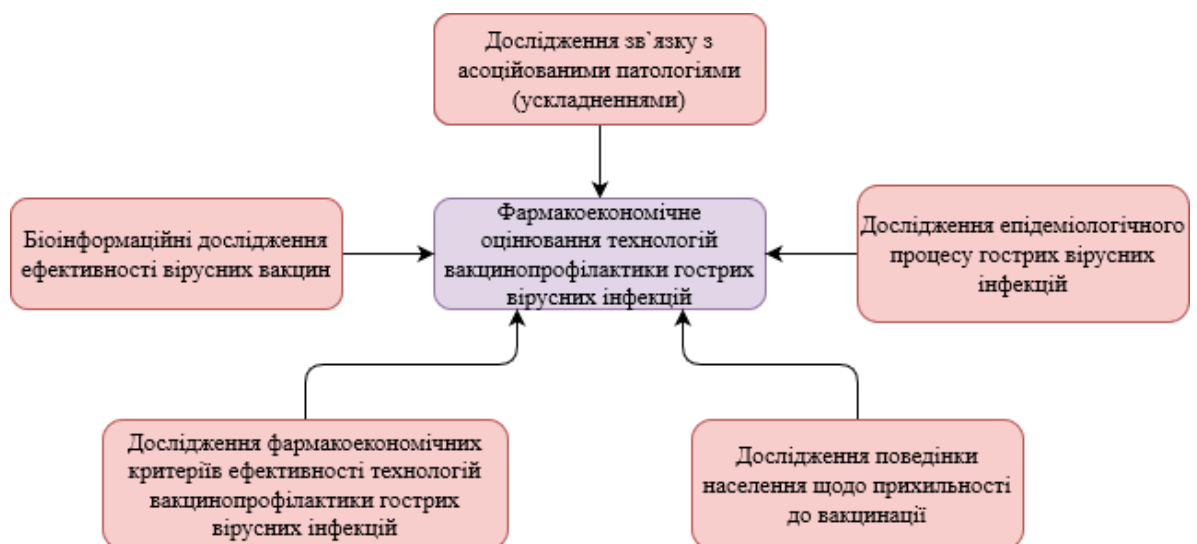 Дослідження зв`язку з
асоційованими патологіями
(ускладненнями)
Біоінформаційні дослідження
ефективності вірусних вакцин
Фармакоекономічне
оцінювання технологій
вакцинопрофілактики гострих
вірусних інфекцій
Дослідження епідеміологічного
процесу гострих вірусних
інфекцій
Дослідження фармакоекономічних
критеріїв ефективності технологій
вакцинопрофілактики гострих
вірусних інфекцій
Дослідження поведінки
населення щодо прихильності
до вакцинації